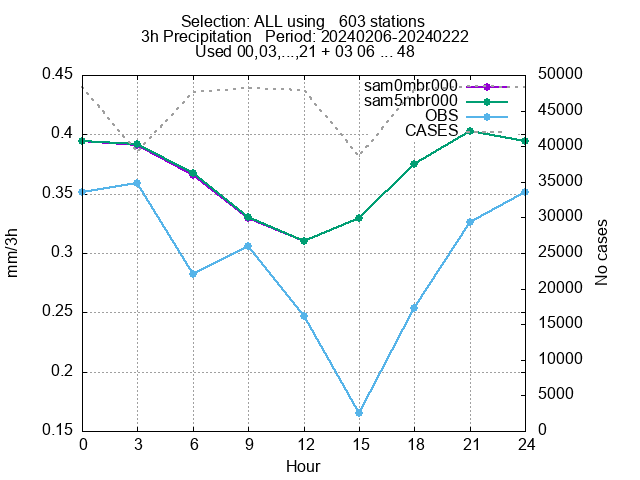 Selection: ALL using   603 stations
3h Precipitation   Period: 20240206-20240222
Used 00,03,...,21 + 03 06 ... 48
sam0mbr000
sam5mbr000
OBS
CASES
0.45
0.4
0.35
0.3
0.25
0.2
0.15
50000
45000
40000
35000
30000
25000
20000
15000
10000
5000
0
mm/3h
No cases
0 3 6 9 12 15 18 21 24
Hour